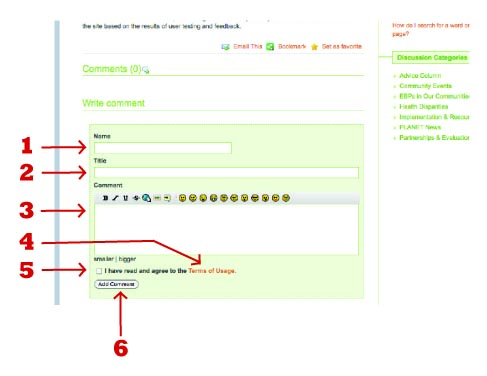 the site based on the results of user testing and feedback.
Email This Bookmark Set as favorite
Comments (0)
Write comment
1
Name
2
Title
Comment
B U
3
4
smaller | bigger
5
I have read and agree to the Terms of Usage.
Add Comment
6
How do I search for a word or
page?
Discussion Categories
Advice Column
Community Events
EBPs in Our Communities
Health Disparities
Implementation & Resour
PLANET News
Partnerships & Evaluation